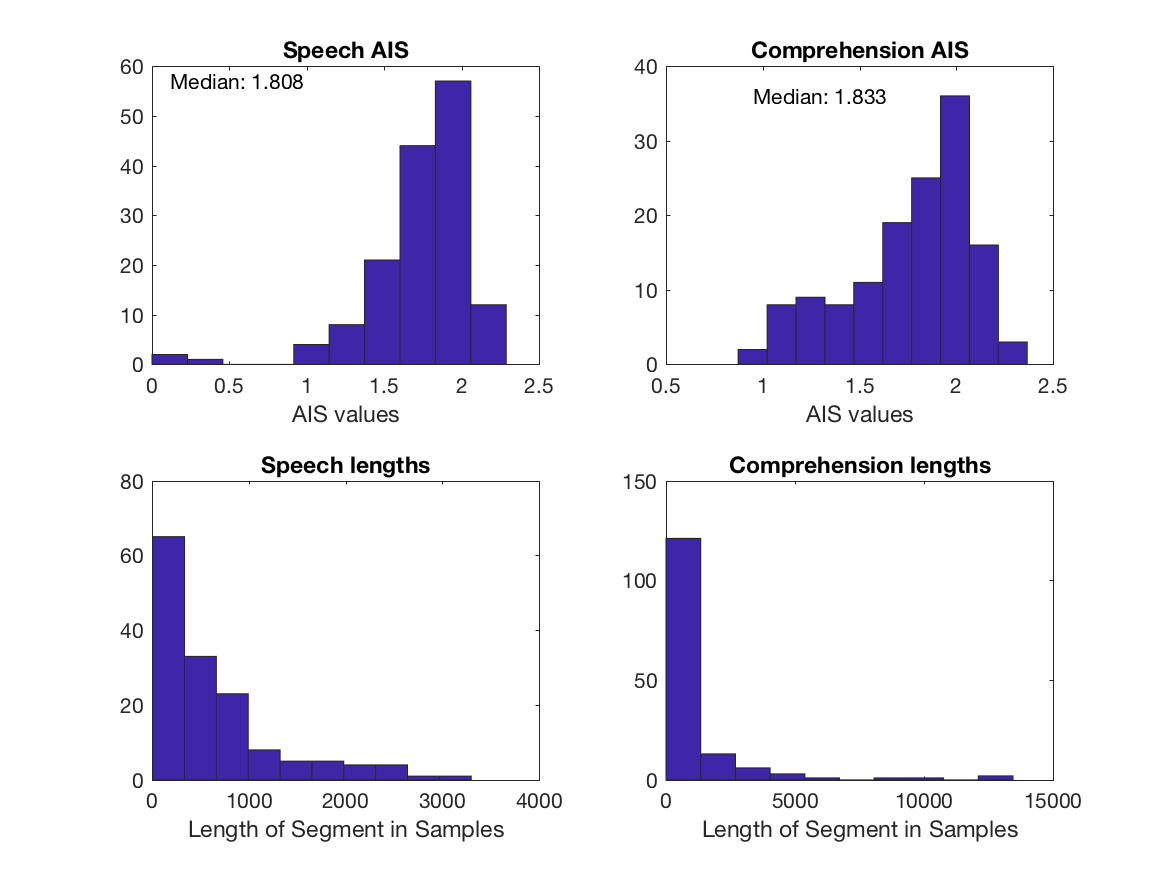 Speech AIS
Median: 1.808
60
50
40
30
20
10
0
0 0.5 1 1.5 2 2.5
AIS values
Comprehension AIS
Median: 1.833
40
30
20
10
0
0.5 1 1.5 2 2.5
AIS values
Speech lengths
80
60
40
20
0
0 1000 2000 3000 4000
Length of Segment in Samples
Comprehension lengths
150
100
50
0
0 5000 10000 15000
Length of Segment in Samples